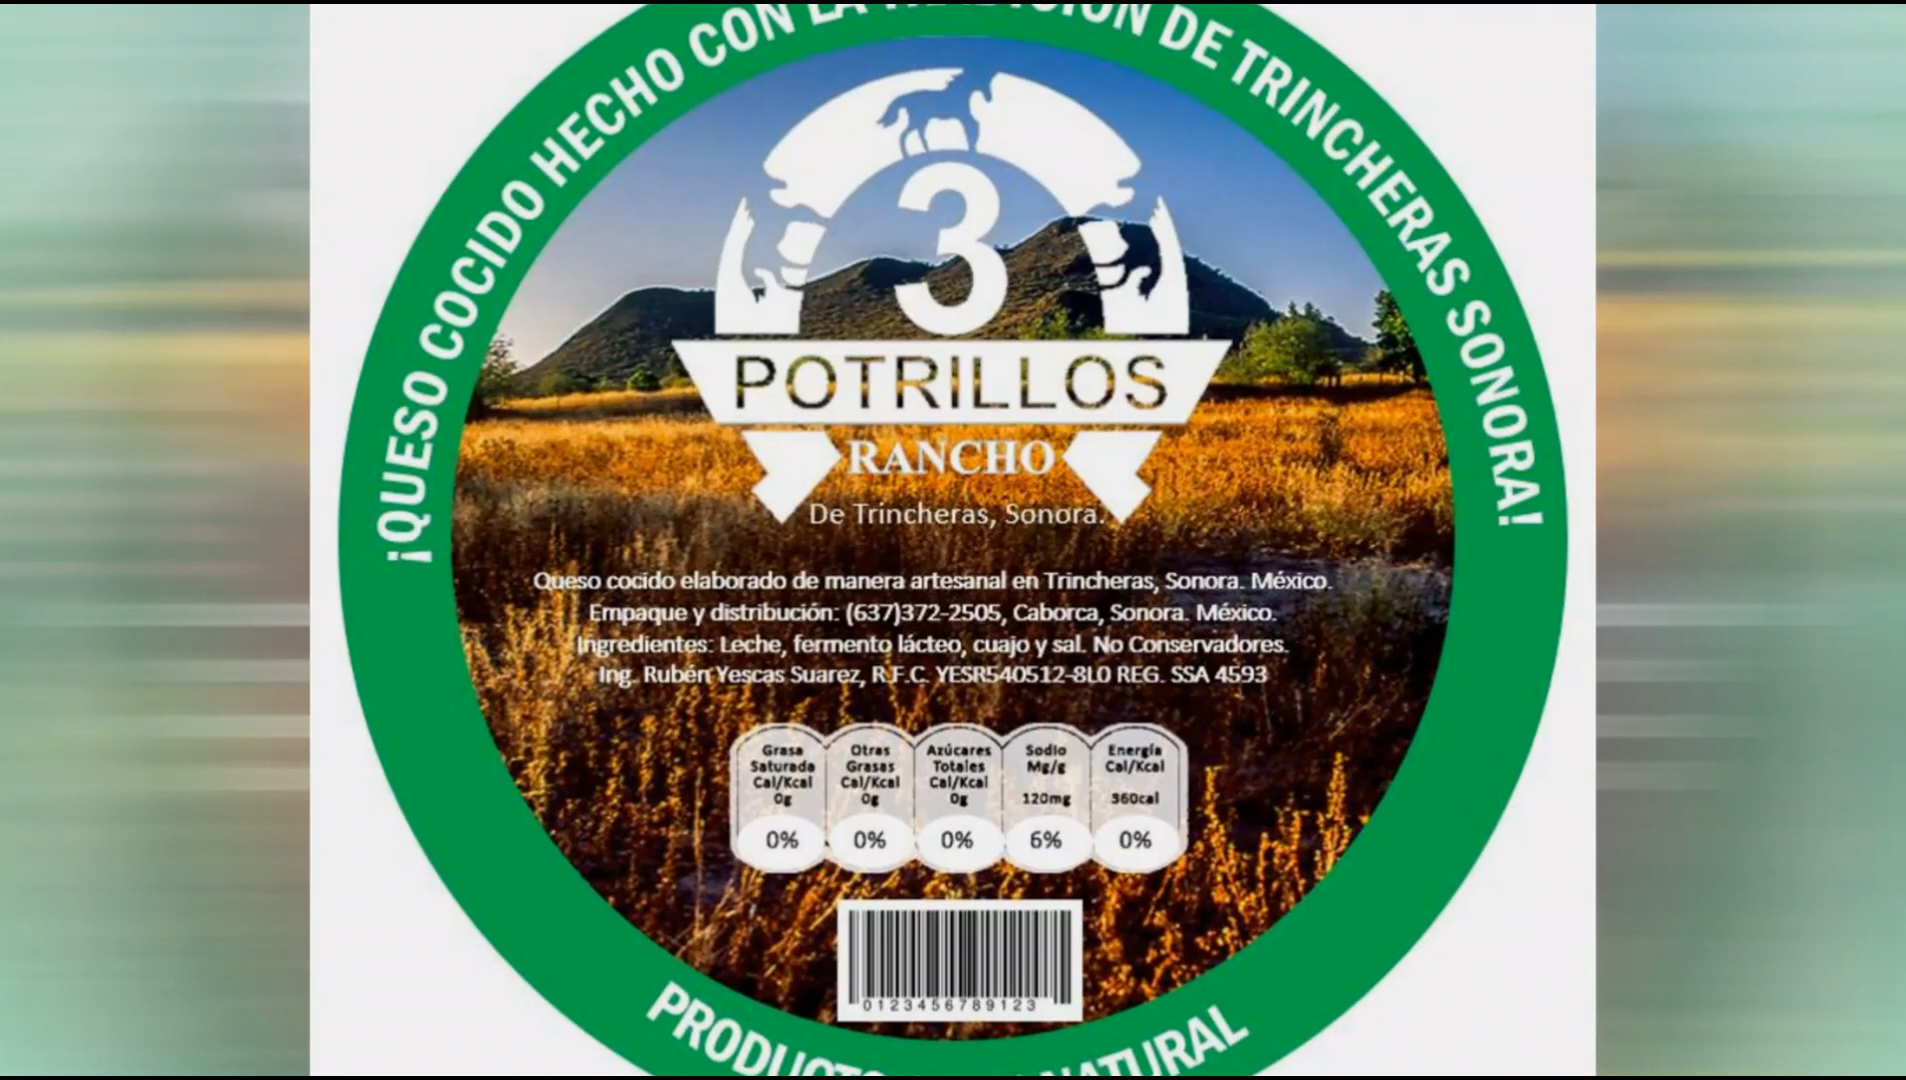 ¡QUESO COCIDO HECHO CON LA TRADICIÓN DE TRINCHERAS SONORA!
3
POTRILLOS
RANCHO
De Trincheras, Sonora.
Queso cocido elaborado de manera artesanal en Trincheras, Sonora. México.
Empaque y distribución: (637)372-2505, Caborca, Sonora. México.
Ingredientes: Leche, fermento lácteo, cuajo y sal. No Conservadores.
Ing. Rubén Yescas Suarez, R.F.C. YESR540512-8L0 REG. SSA 4593
Grasa Saturada Cal/Kcal 0g 0%
Otras Grasas Cal/Kcal 0g 0%
Azúcares Totales Cal/Kcal 0g 0%
Sodio Mg/g 120mg 6%
Energía Cal/Kcal 360cal 0%
0123456789123
PRODUCTO NATURAL